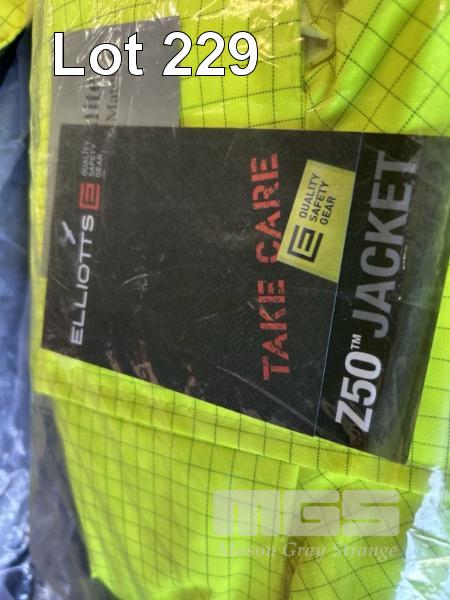 Lot 229
ELLIOTTS
E
QUALITY
SAFETY
GEAR
TAKE CARE
E
QUALITY
SAFETY
GEAR
Z50™ JACKET
MGS
Mason Gray Strange